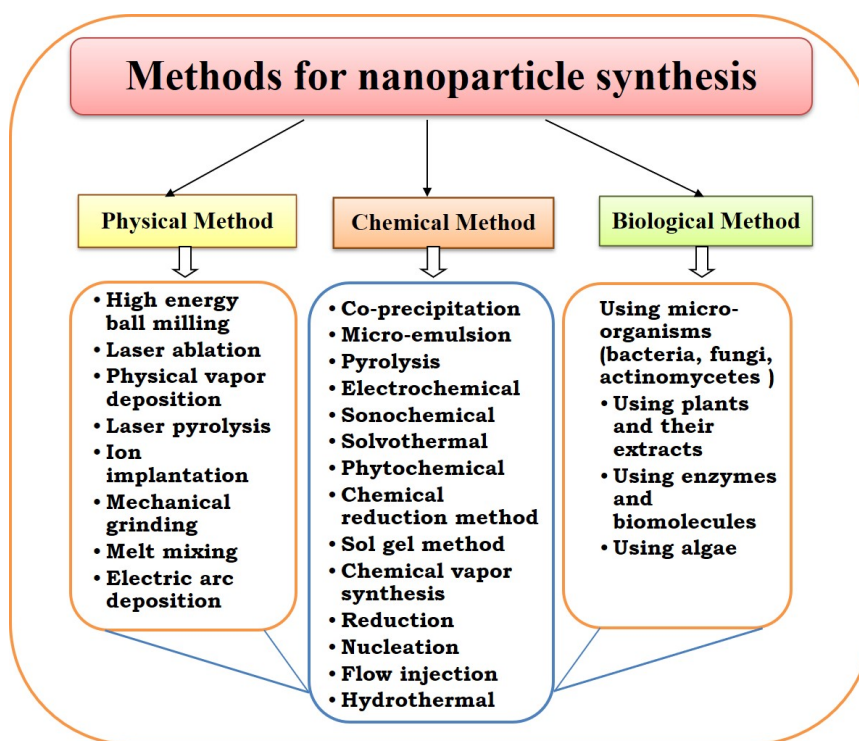 Methods for nanoparticle synthesis
Physical Method
• High energy
ball milling
• Laser ablation
• Physical vapor
deposition
• Laser pyrolysis
• Ion
implantation
• Mechanical
grinding
• Melt mixing
• Electric arc
deposition
Chemical Method
• Co-precipitation
• Micro-emulsion
• Pyrolysis
• Electrochemical
• Sonochemical
• Solvothermal
• Phytochemical
• Chemical
reduction method
• Sol gel method
• Chemical vapor
synthesis
• Reduction
• Nucleation
• Flow injection
• Hydrothermal
Biological Method
Using micro-
organisms
(bacteria, fungi,
actinomycetes )
• Using plants
and their
extracts
• Using enzymes
and
biomolecules
• Using algae